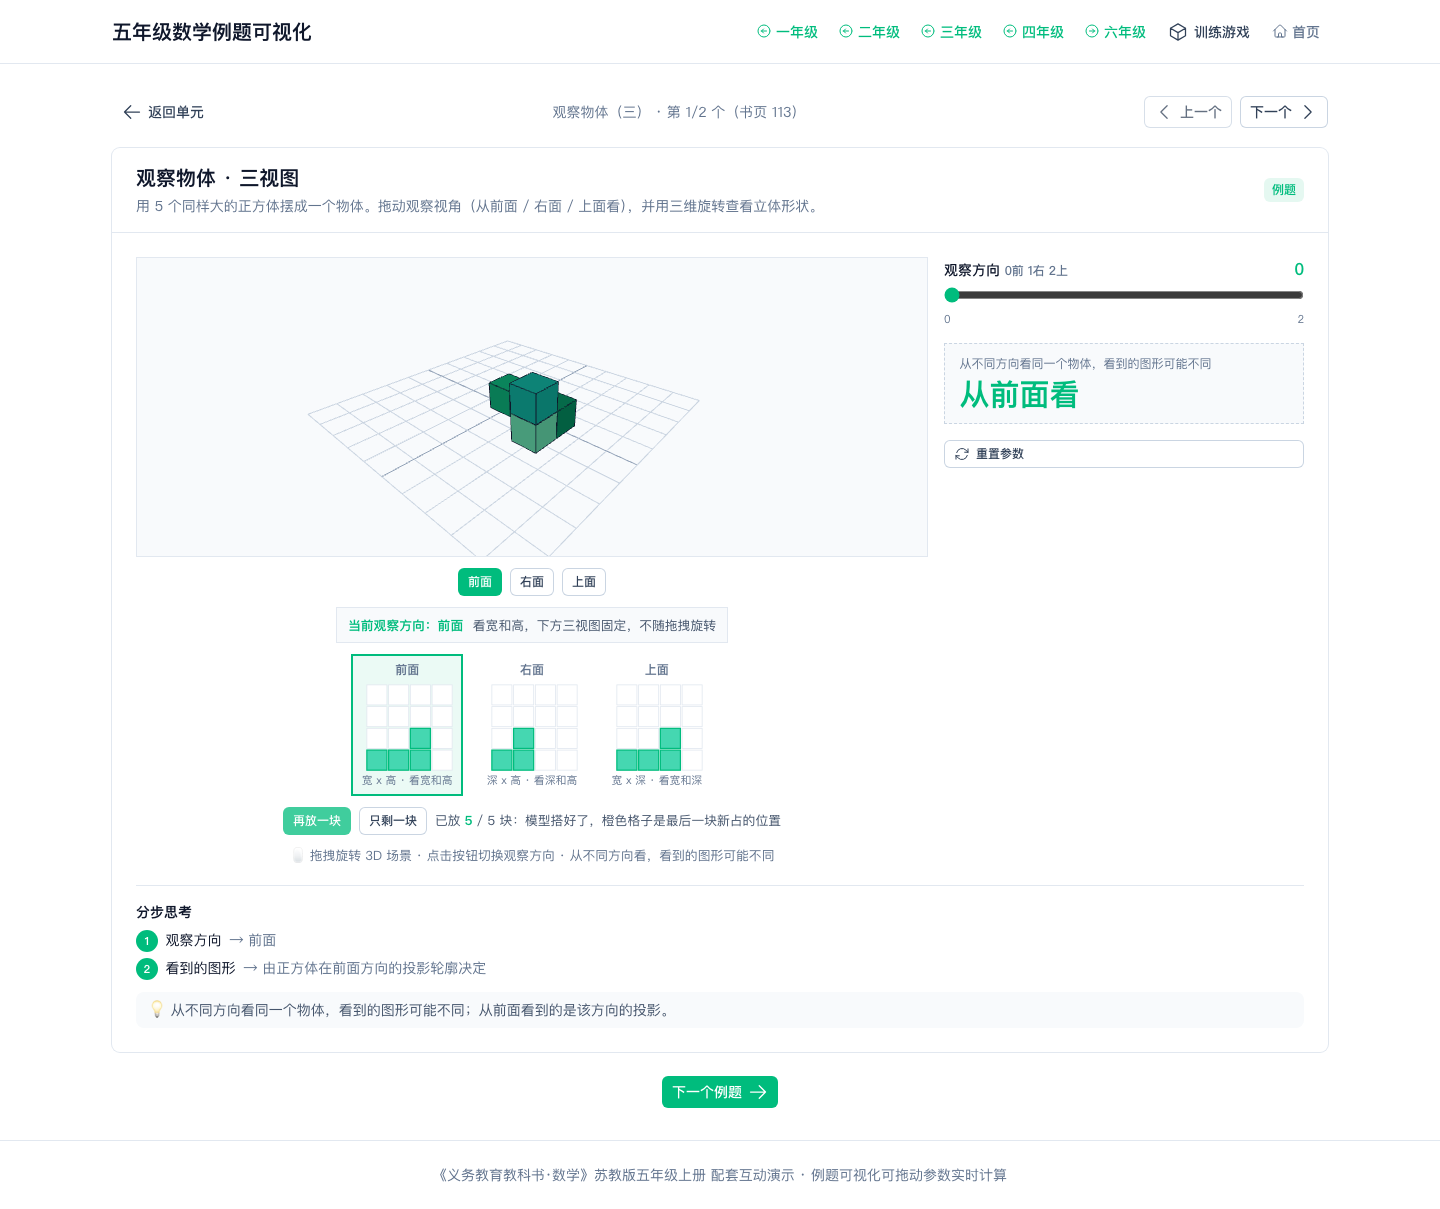 五年级数学例题可视化
一年级 二年级 三年级 四年级 六年级 训练游戏 首页
返回单元
观察物体（三） · 第 1/2 个（书页 113）
上一个
下一个
观察物体 · 三视图
用 5 个同样大的正方体摆成一个物体。拖动观察视角（从前面 / 右面 / 上面看），并用三维旋转查看立体形状。
例题
观察方向 0前 1右 2上 0
0 2
从不同方向看同一个物体，看到的图形可能不同
从前面看
重置参数
前面 右面 上面
当前观察方向：前面 看宽和高，下方三视图固定，不随拖拽旋转
前面 右面 上面
宽 x 高 · 看宽和高 深 x 高 · 看深和高 宽 x 深 · 看宽和深
再放一块 只剩一块 已放 5 / 5 块：模型搭好了，橙色格子是最后一块新占的位置
拖拽旋转 3D 场景 · 点击按钮切换观察方向 · 从不同方向看，看到的图形可能不同
分步思考
1 观察方向 → 前面
2 看到的图形 → 由正方体在前面方向的投影轮廓决定
从不同方向看同一个物体，看到的图形可能不同；从前面看到的是该方向的投影。
下一个例题 →
《义务教育教科书·数学》苏教版五年级上册 配套互动演示 · 例题可视化可拖动参数实时计算